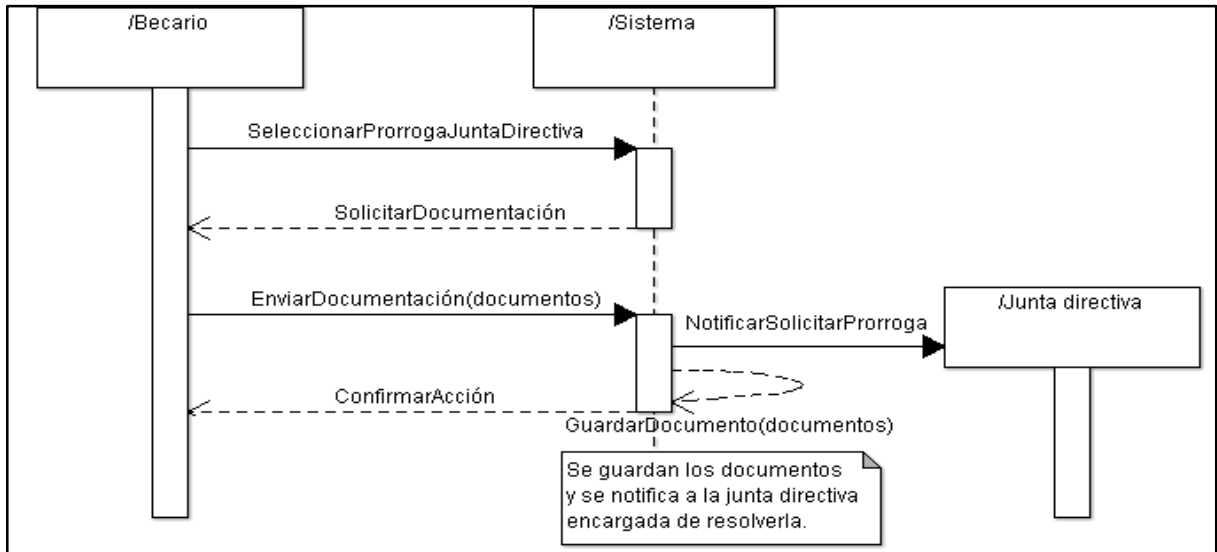 /Becario
/Sistema
SeleccionarProrrogaJuntaDirectiva
SolicitarDocumentación
EnviarDocumentación(documentos)
/Junta directiva
NotificarSolicitarProrroga
ConfirmarAcción
GuardarDocumento(documentos)
Se guardan los documentos
y se notifica a la junta directiva
encargada de resolverla.